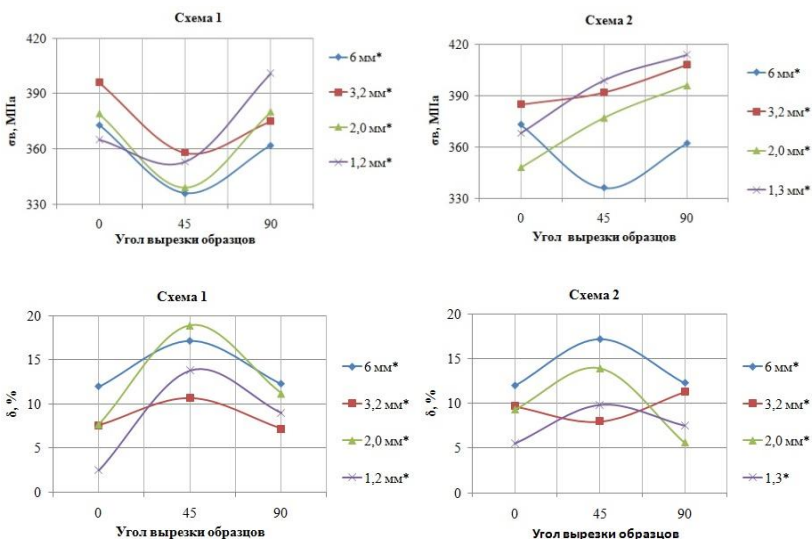 Схема 1
420
390
360
330
σв, МПа
0 45 90
Угол вырезки образцов
6 мм*
3,2 мм*
2,0 мм*
1,2 мм*
Схема 2
420
390
360
330
σв, МПа
0 45 90
Угол вырезки образцов
6 мм*
3,2 мм*
2,0 мм*
1,3 мм*
Схема 1
20
15
10
5
0
δ, %
0 45 90
Угол вырезки образцов
6 мм*
3,2 мм*
2,0 мм*
1,2 мм*
Схема 2
20
15
10
5
0
δ, %
0 45 90
Угол вырезки образцов
6 мм*
3,2 мм*
2,0 мм*
1,3*